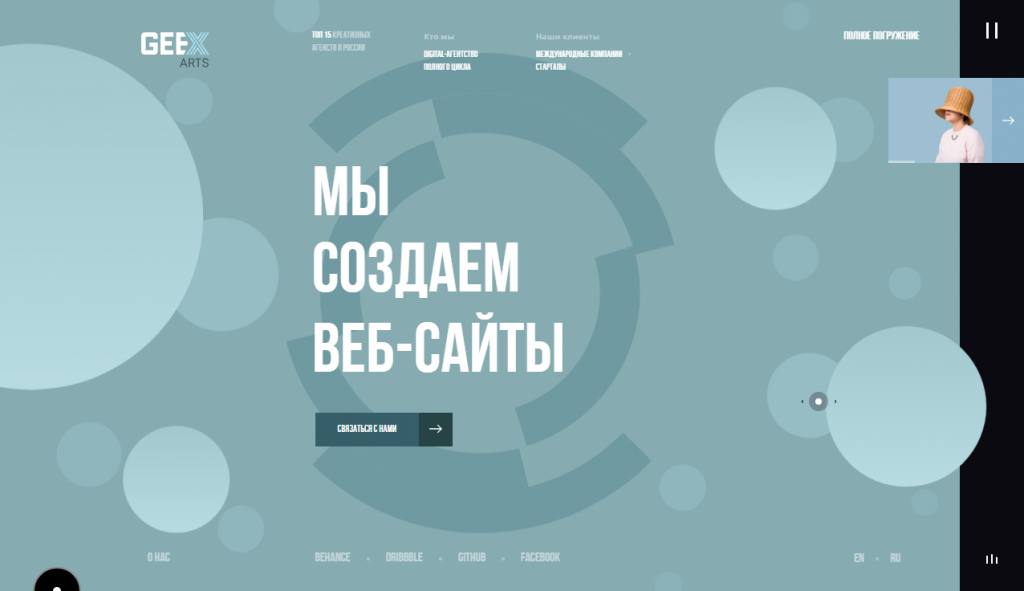 GEEX
ARTS
ТОП 15 КРЕАТИВНЫХ
АГЕНСТВ В РОССИИ
Кто мы
DIGITAL-АГЕНТСТВО
ПОЛНОГО ЦИКЛА
Наши клиенты
МЕЖДУНАРОДНЫЕ КОМПАНИИ
СТАРТАПЫ
ПОЛНОЕ ПОГРУЖЕНИЕ
МЫ
СОЗДАЕМ
ВЕБ-САЙТЫ
СВЯЗАТЬСЯ С НАМИ
О НАС
BEHANCE • DRIBBBLE • GITHUB • FACEBOOK
EN • RU